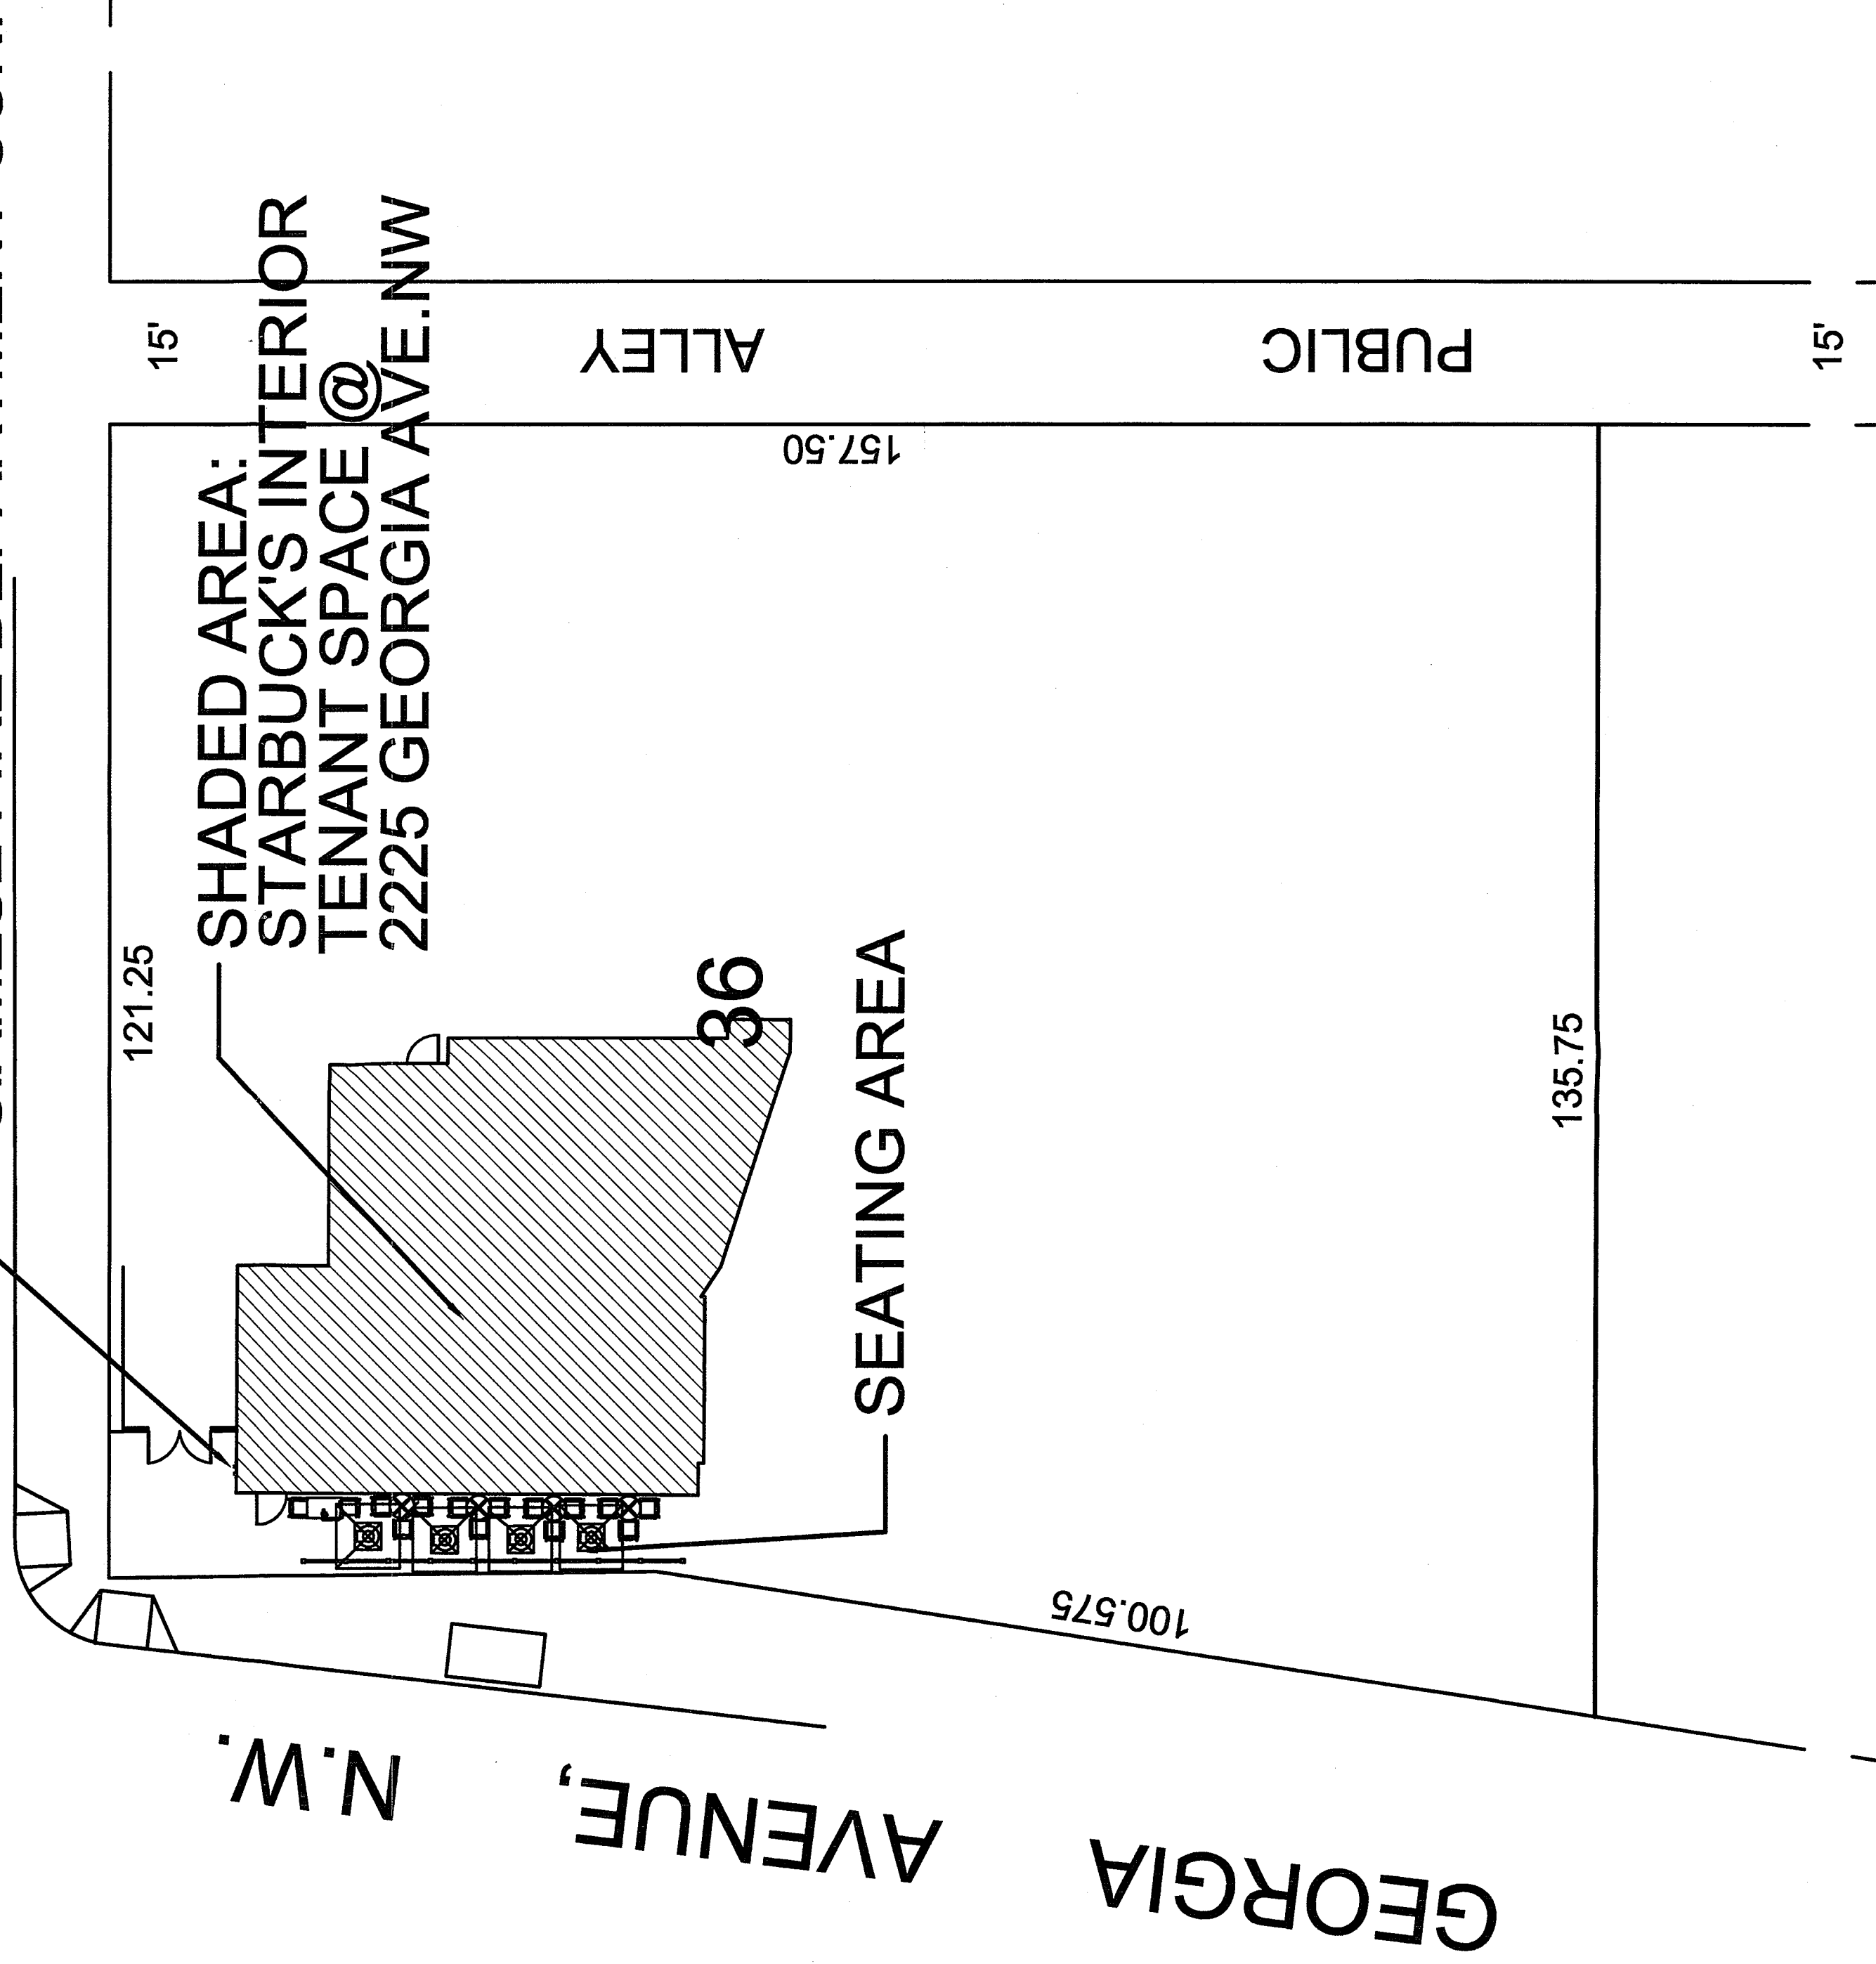 15'
ALLEY
PUBLIC
15'
157.50
SHADED AREA:
STARBUCK'S INTERIOR
TENANT SPACE @
2225 GEORGIA AVE.NW
121.25
36
SEATING AREA
135.75
100.575
GEORGIA AVENUE, N.W.